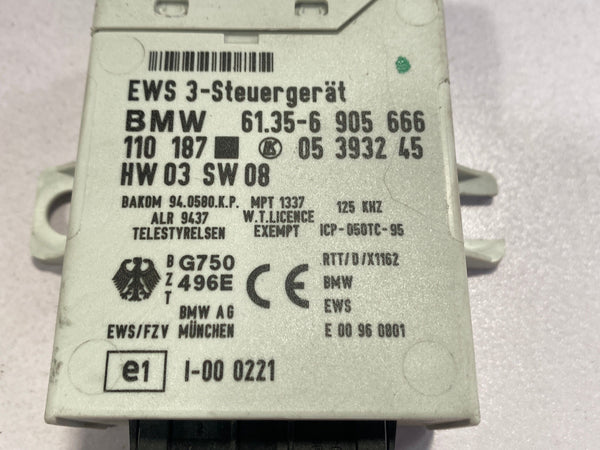 EWS 3-Steuergerät
BMW 61.35-6 905 666
110 187 05 3932 45
HW 03 SW 08
BAKOM 94.0580.K.P. MPT 1337 125 KHZ
ALR 9437 W.T.LICENCE
TELESTYRELSEN EXEMPT ICP-050TC-95
BZT G750 496E CE RTT/D/X1162
BMW
BMW AG EWS
EWS/FZV MÜNCHEN E 00 96 0801
e1 I-00 0221